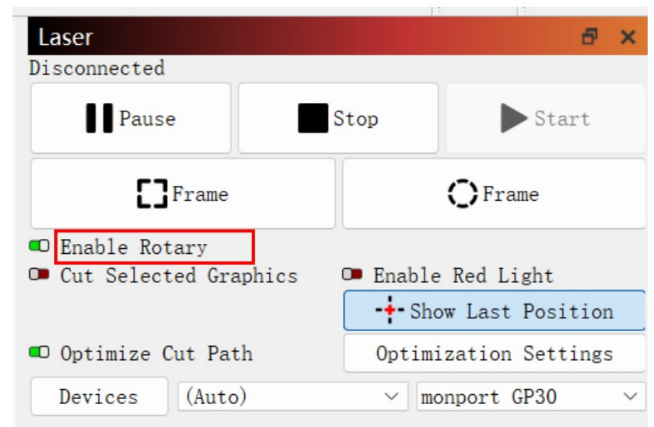 Laser
Disconnected
Pause Stop Start
Frame Frame
Enable Rotary
Cut Selected Graphics Enable Red Light
Show Last Position
Optimize Cut Path Optimization Settings
Devices (Auto) monport GP30